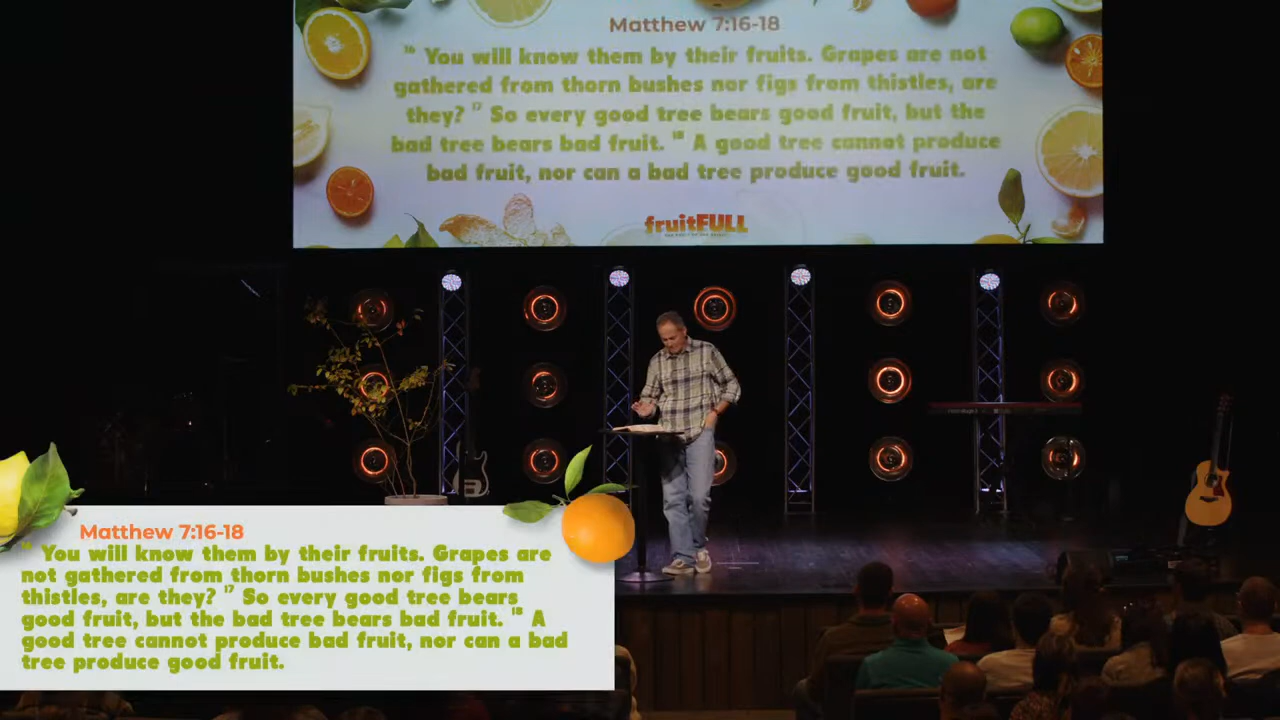 Matthew 7:16-18
16 You will know them by their fruits. Grapes are not
gathered from thorn bushes nor figs from thistles, are
they? 17 So every good tree bears good fruit, but the
bad tree bears bad fruit. 18 A good tree cannot produce
bad fruit, nor can a bad tree produce good fruit.
fruitFULL
Matthew 7:16-18
16 You will know them by their fruits. Grapes are
not gathered from thorn bushes nor figs from
thistles, are they? 17 So every good tree bears
good fruit, but the bad tree bears bad fruit. 18 A
good tree cannot produce bad fruit, nor can a bad
tree produce good fruit.